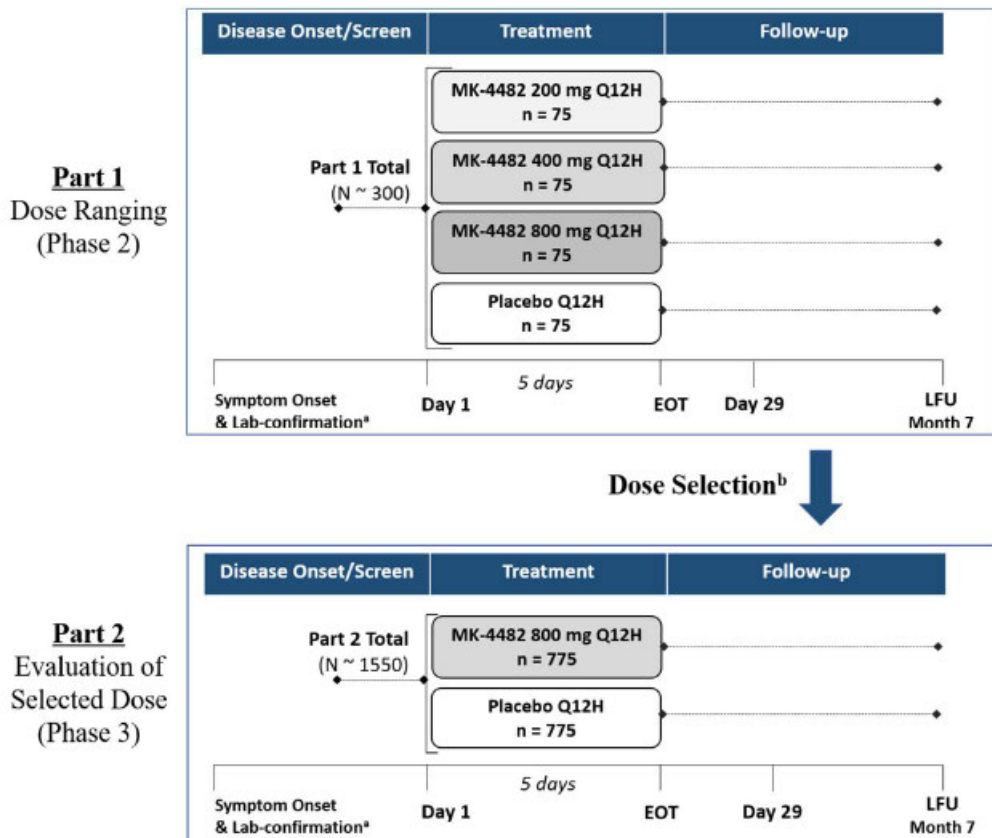 Disease Onset/Screen Treatment Follow-up
Part 1
Dose Ranging
(Phase 2)
Part 1 Total
(N ~ 300)
MK-4482 200 mg Q12H
n = 75
MK-4482 400 mg Q12H
n = 75
MK-4482 800 mg Q12H
n = 75
Placebo Q12H
n = 75
5 days
Symptom Onset
& Lab-confirmationᵃ
Day 1
EOT
Day 29
LFU
Month 7
Dose Selectionᵇ
Disease Onset/Screen Treatment Follow-up
Part 2
Evaluation of
Selected Dose
(Phase 3)
Part 2 Total
(N ~ 1550)
MK-4482 800 mg Q12H
n = 775
Placebo Q12H
n = 775
5 days
Symptom Onset
& Lab-confirmationᵃ
Day 1
EOT
Day 29
LFU
Month 7